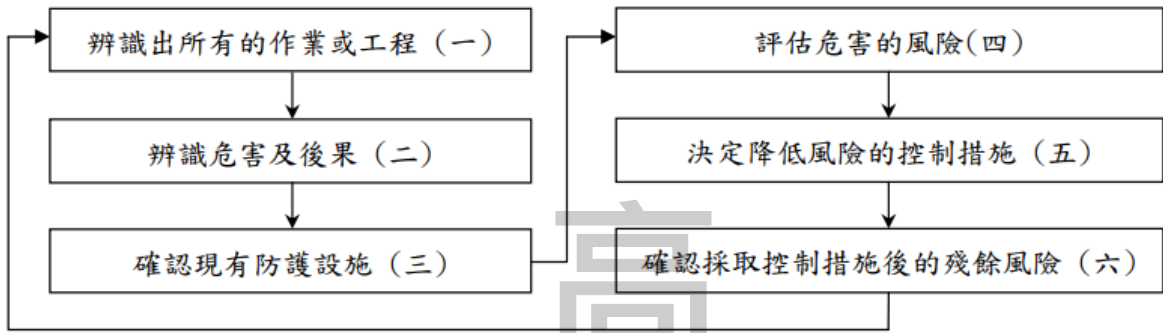 辨識出所有的作業或工程（一）
辨識危害及後果（二）
確認現有防護設施（三）
評估危害的風險(四)
決定降低風險的控制措施（五）
確認採取控制措施後的殘餘風險（六）
高